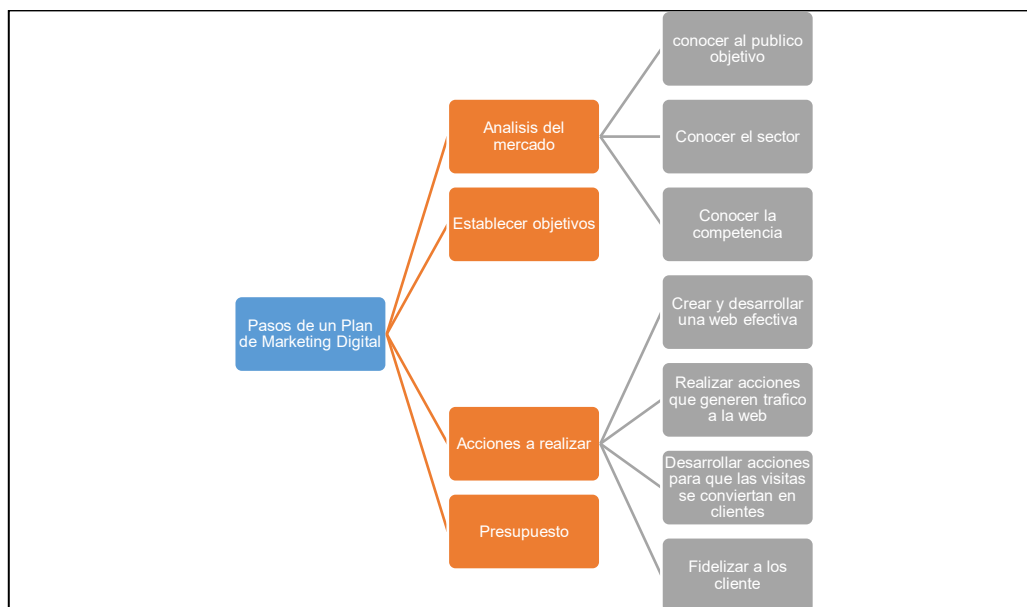 Pasos de un Plan
de Marketing Digital
Analisis del
mercado
conocer al publico
objetivo
Conocer el sector
Conocer la
competencia
Establecer objetivos
Acciones a realizar
Crear y desarrollar
una web efectiva
Realizar acciones
que generen trafico
a la web
Desarrollar acciones
para que las visitas
se conviertan en
clientes
Fidelizar a los
cliente
Presupuesto